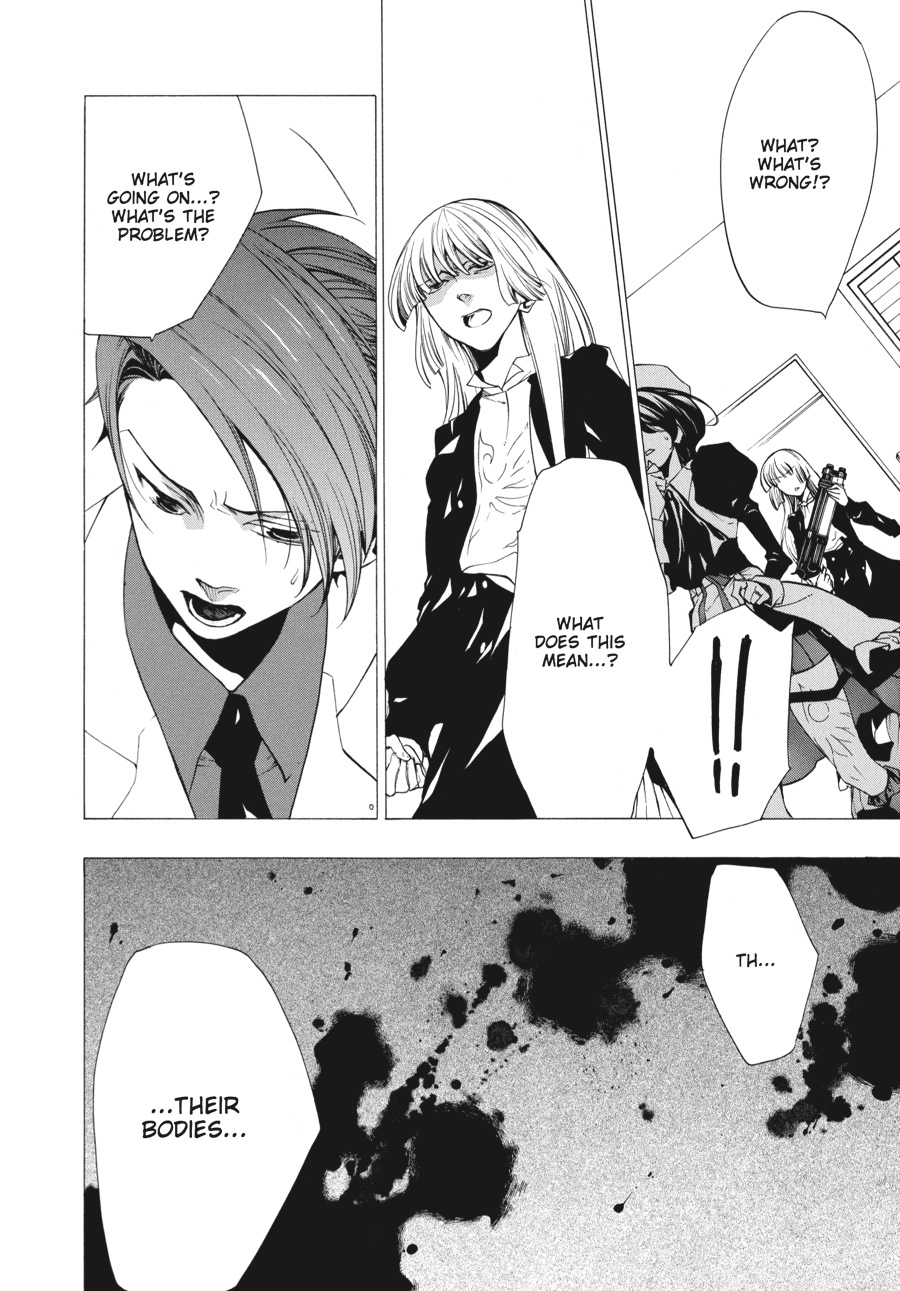 WHAT?
WHAT'S
WRONG!?
!!
WHAT
DOES THIS
MEAN...?
WHAT'S
GOING ON...?
WHAT'S THE
PROBLEM?
TH...
...THEIR
BODIES...